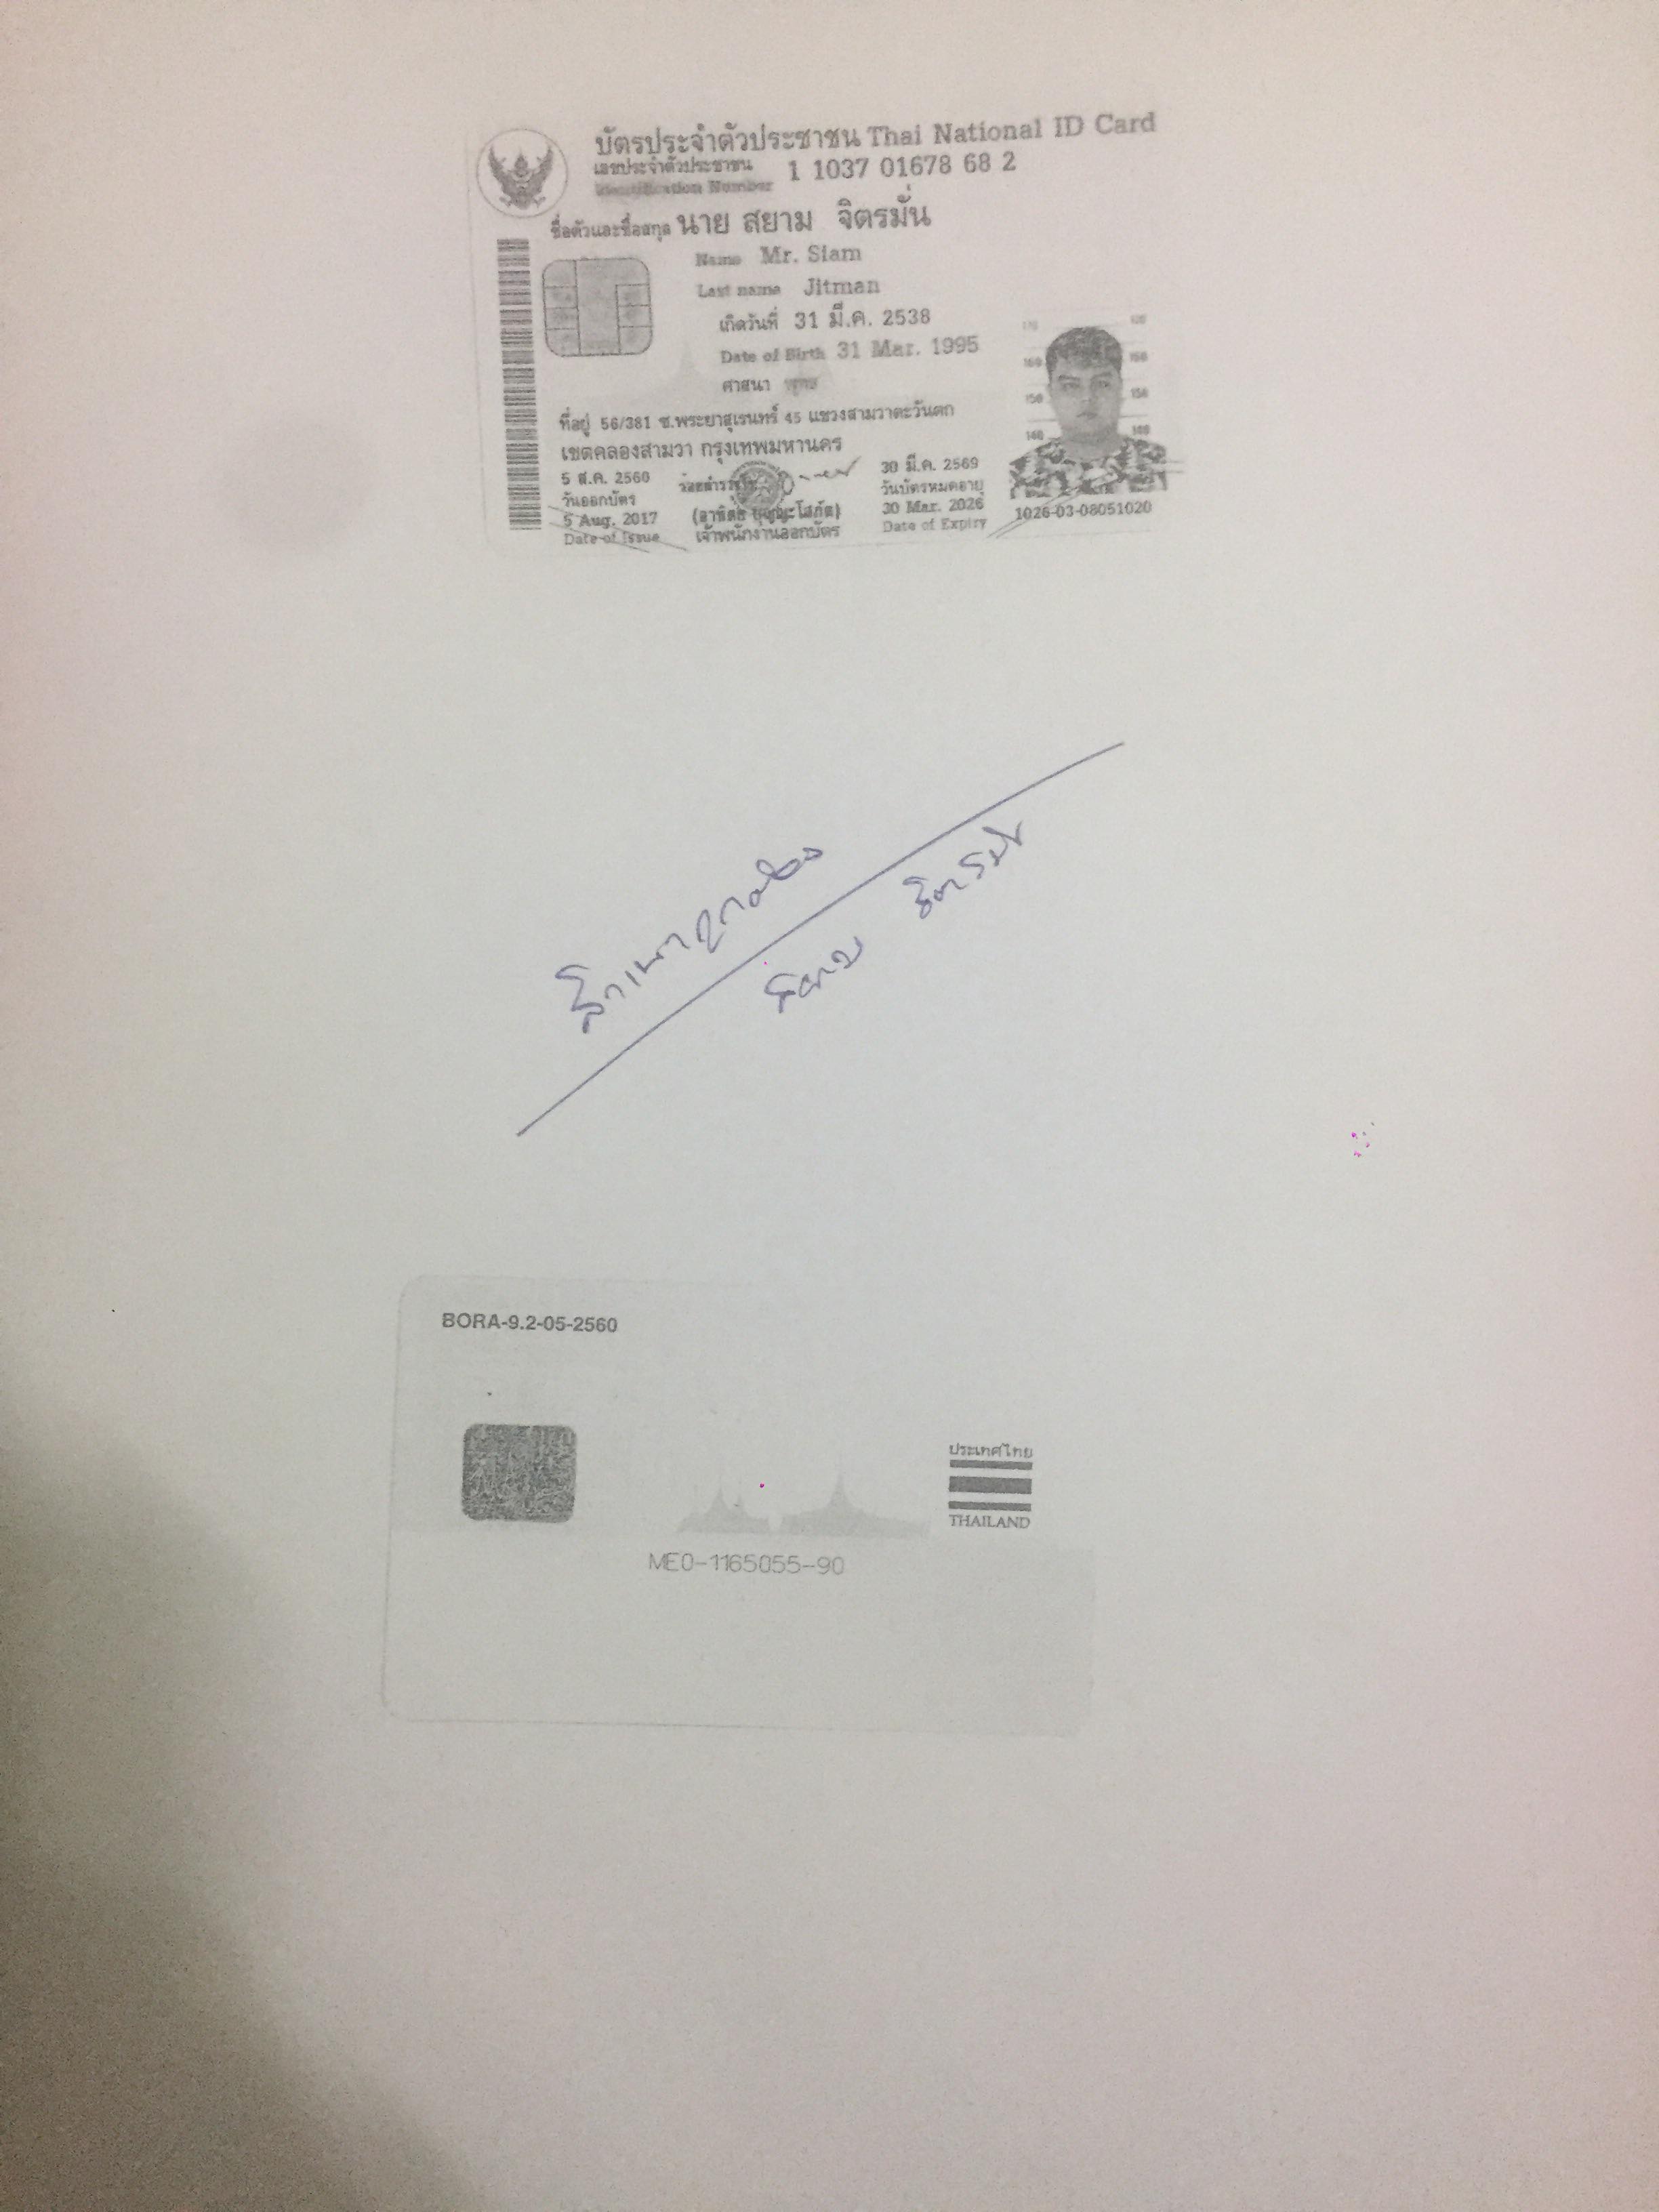 บัตรประจำตัวประชาชน Thai National ID Card
เลขประจำตัวประชาชน 1 1037 01678 68 2
Identification Number
ชื่อตัวและชื่อสกุล นาย สยาม จิตรมั่น
Name Mr. Siam
Last name Jitman
เกิดวันที่ 31 มี.ค. 2538
Date of Birth 31 Mar. 1995
ศาสนา พุทธ
ที่อยู่ 56/381 ซ.พระยาสุเรนทร์ 45 แขวงสามวาตะวันตก
เขตคลองสามวา กรุงเทพมหานคร
5 ส.ค. 2560
วันออกบัตร
5 Aug. 2017
Date of Issue
ร้อยตำรวจโท
เจ้าพนักงานออกบัตร
30 มี.ค. 2569
วันบัตรหมดอายุ
30 Mar. 2026
Date of Expiry
170
160 160
150 150
140 140
1026-03-08051020
สำเนาถูกต้อง
สยาม จิตรมั่น
BORA-9.2-05-2560
ประเทศไทย
THAILAND
ME0-1165055-90